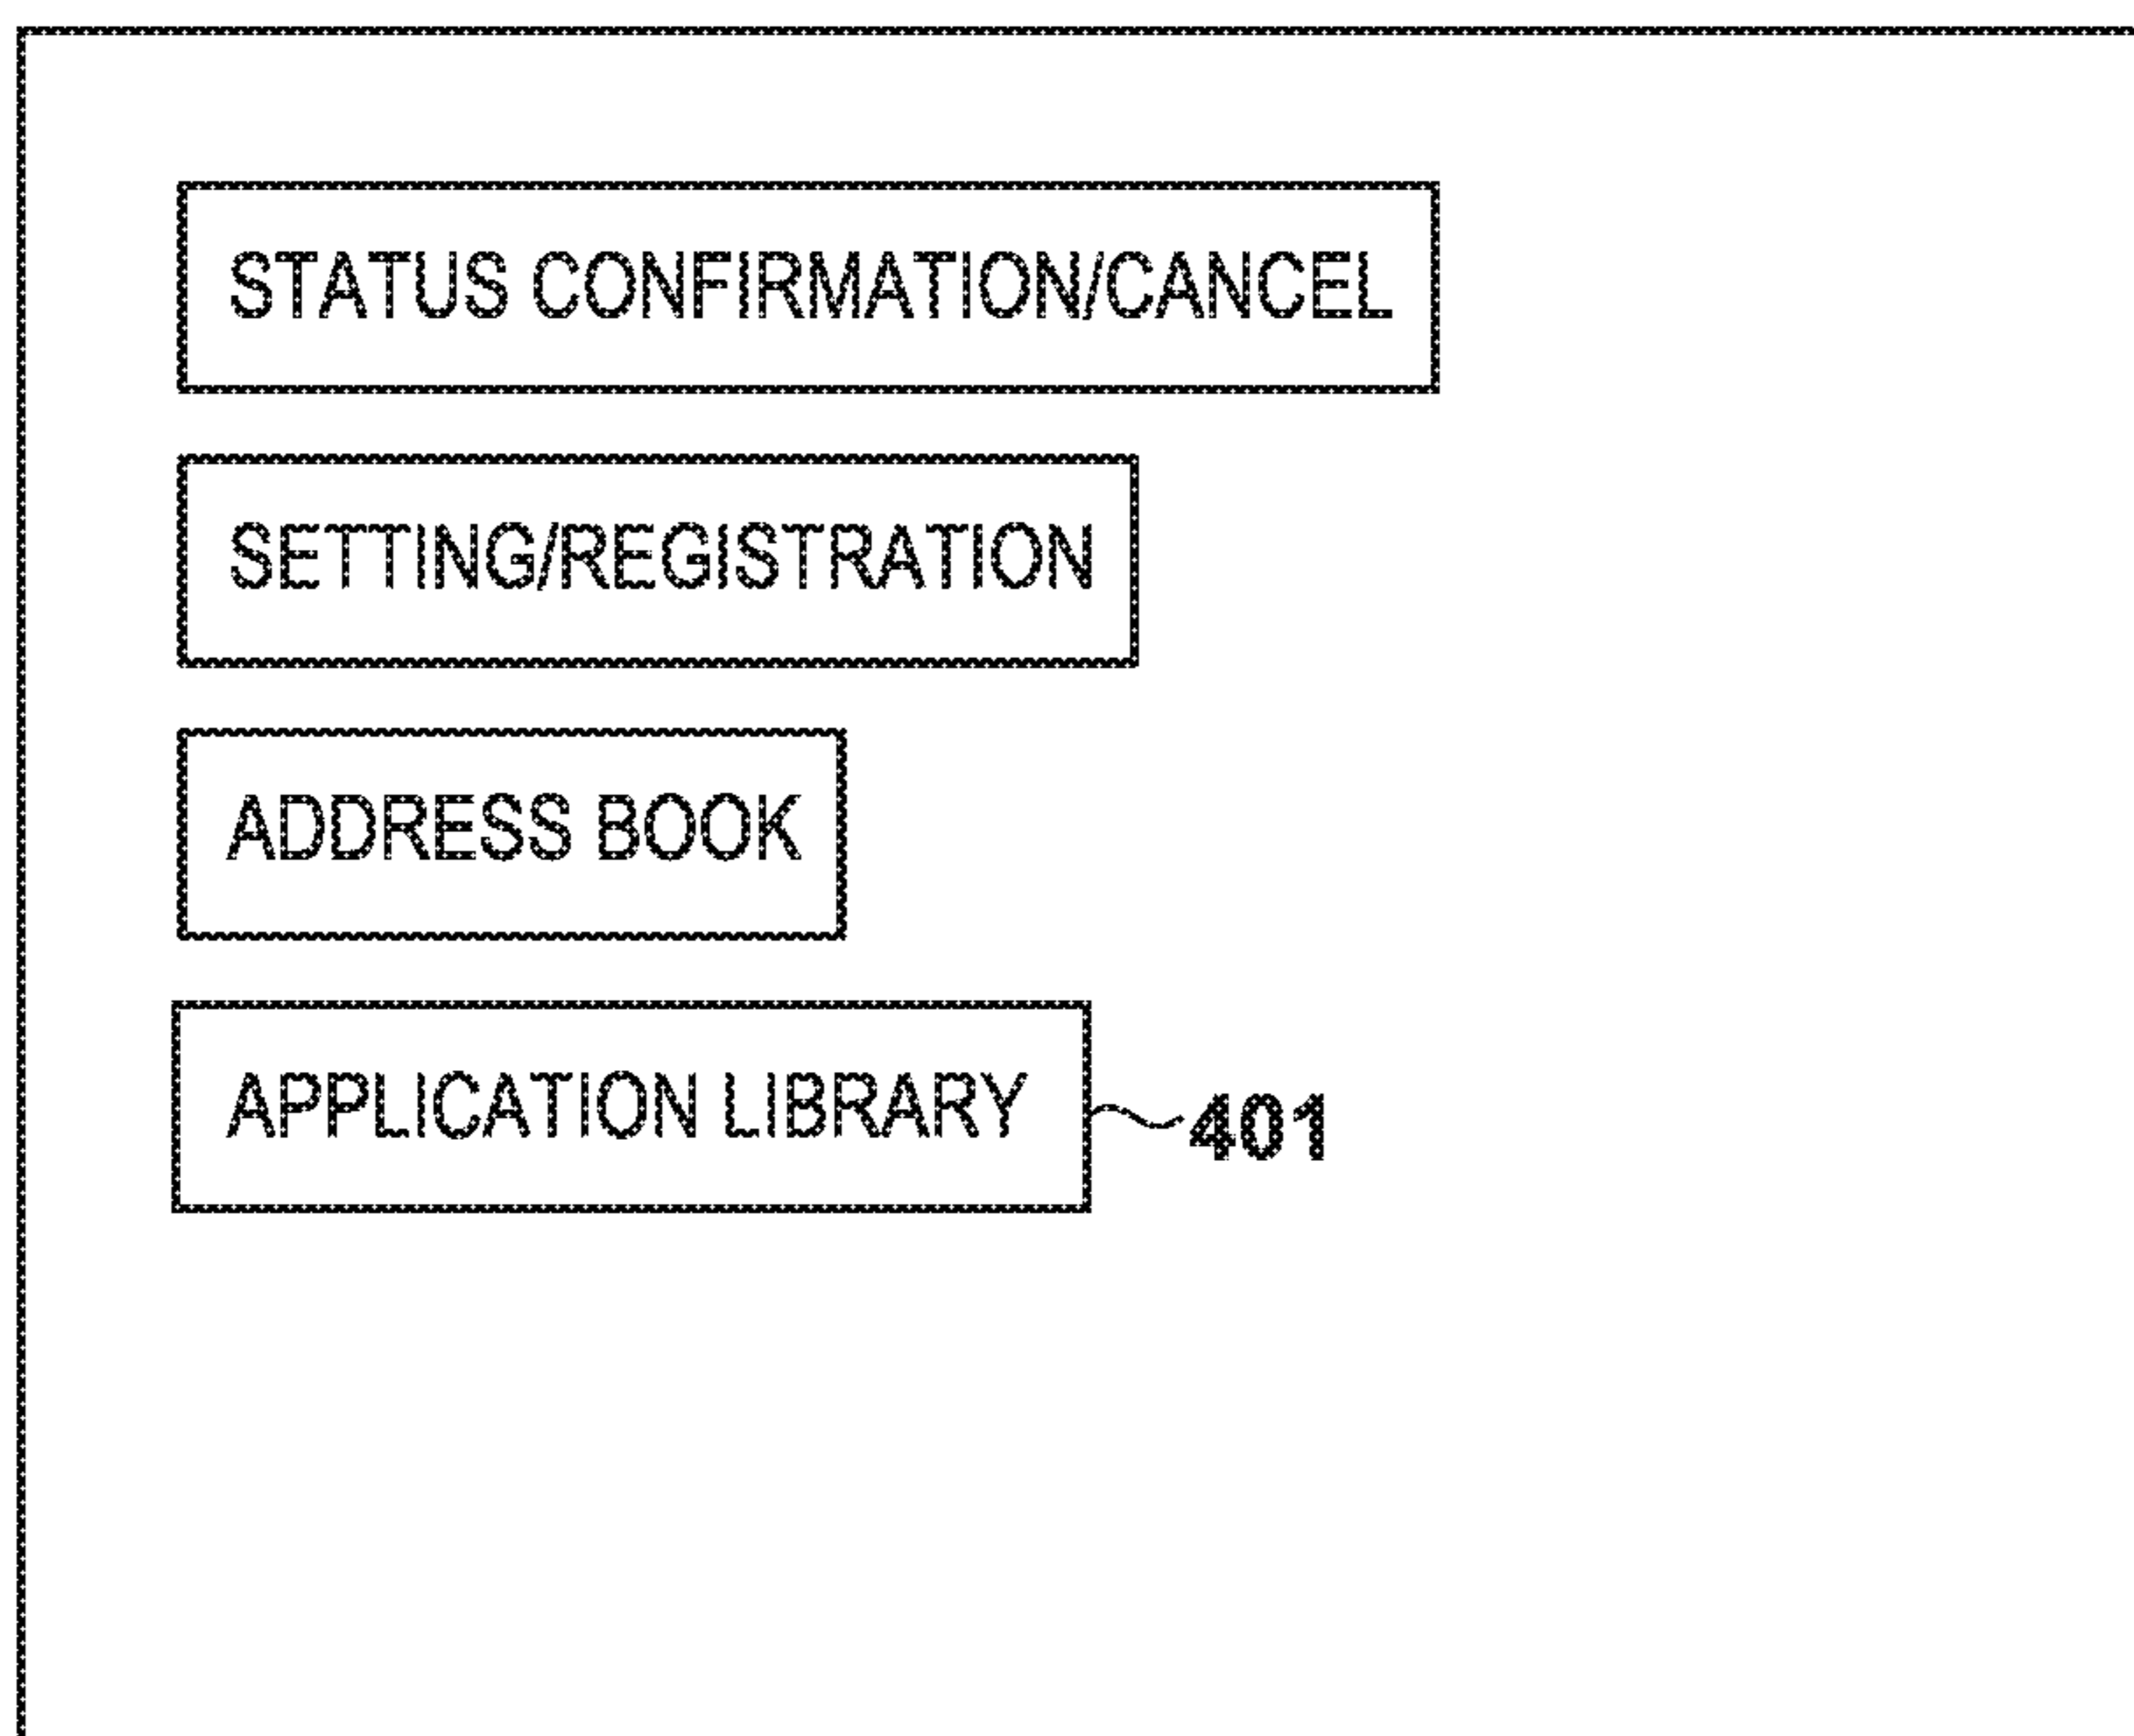 STATUS CONFIRMATION/CANCEL
SETTING/REGISTRATION
ADDRESS BOOK
APPLICATION LIBRARY 401